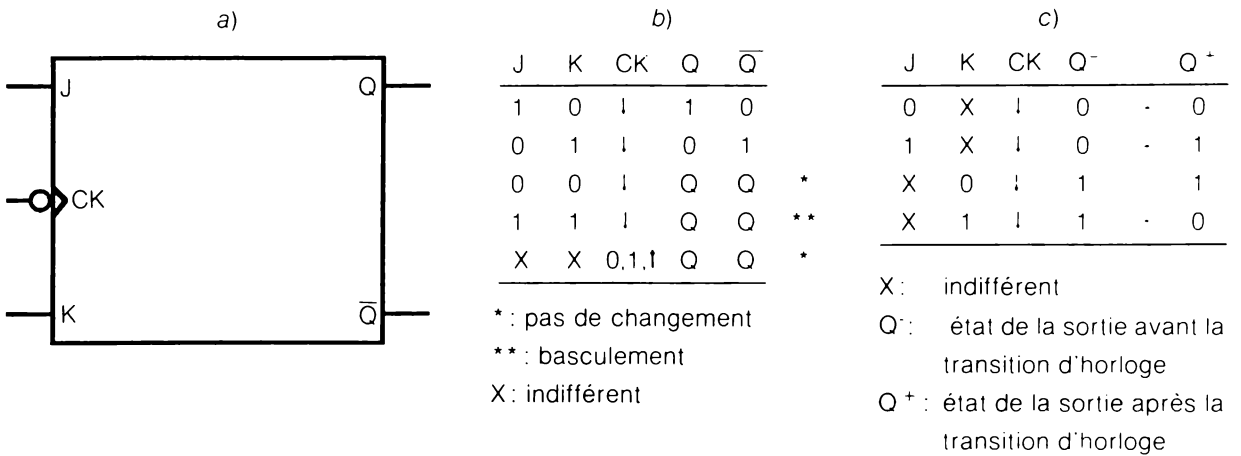 a)
J Q
CK
K Q̅
b)
J K CK Q Q̅
1 0 ↓ 1 0
0 1 ↓ 0 1
0 0 ↓ Q Q *
1 1 ↓ Q Q **
X X 0,1,↑ Q Q *
* : pas de changement
** : basculement
X : indifférent
c)
J K CK Q⁻ Q⁺
0 X ↓ 0 - 0
1 X ↓ 0 - 1
X 0 ↓ 1 1
X 1 ↓ 1 - 0
X : indifférent
Q⁻ : état de la sortie avant la
transition d'horloge
Q⁺ : état de la sortie après la
transition d'horloge